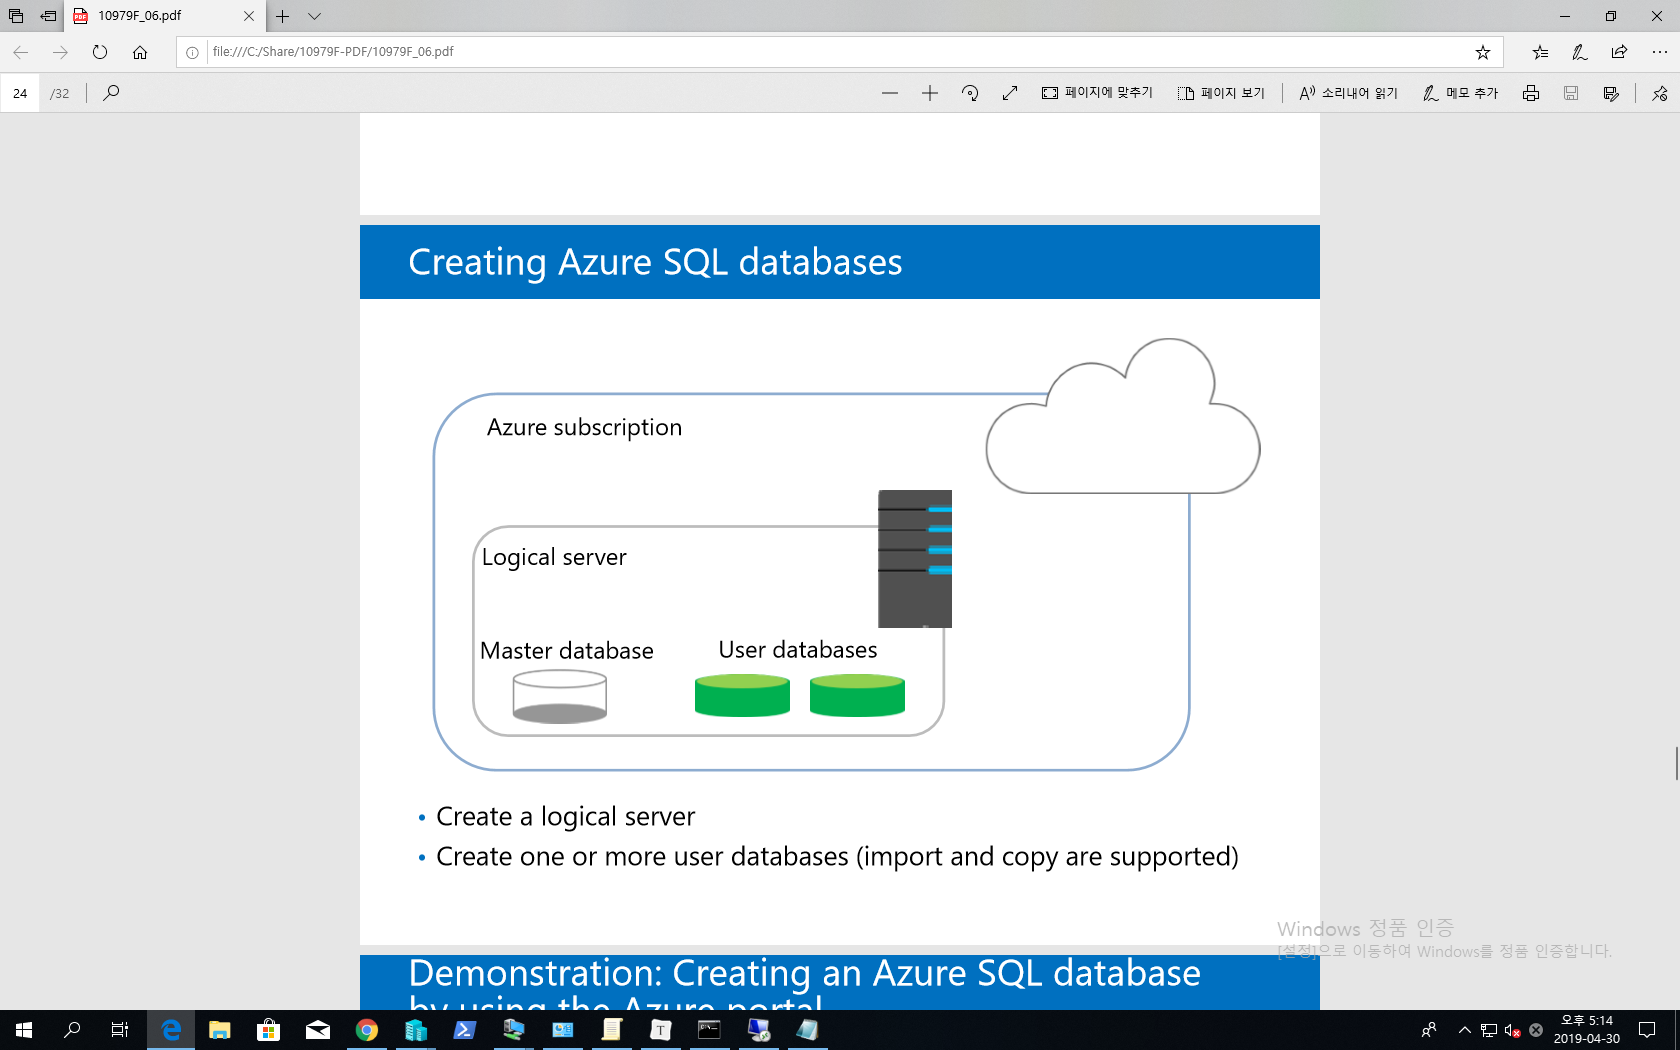 10979F_06.pdf
file:///C:/Share/10979F-PDF/10979F_06.pdf
24 /32 페이지에 맞추기 페이지 보기 소리내어 읽기 메모 추가
Creating Azure SQL databases
Azure subscription
Logical server
Master database
User databases
• Create a logical server
• Create one or more user databases (import and copy are supported)
Windows 정품 인증
[설정]으로 이동하여 Windows를 정품 인증합니다.
Demonstration: Creating an Azure SQL database
by using the Azure portal
오후 5:14
2019-04-30